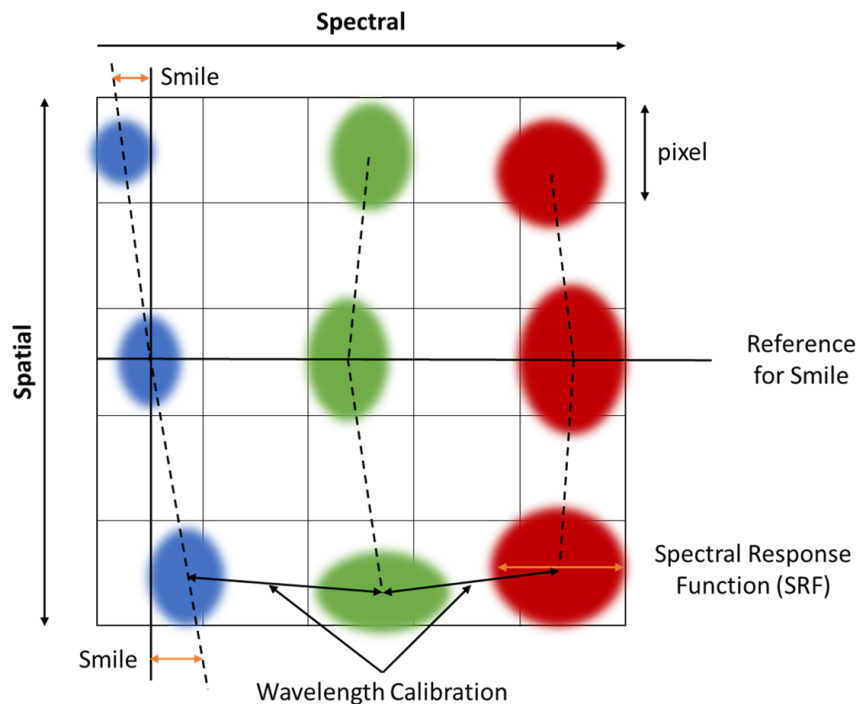 Spectral
Smile
pixel
Spatial
Reference
for Smile
Spectral Response
Function (SRF)
Smile
Wavelength Calibration